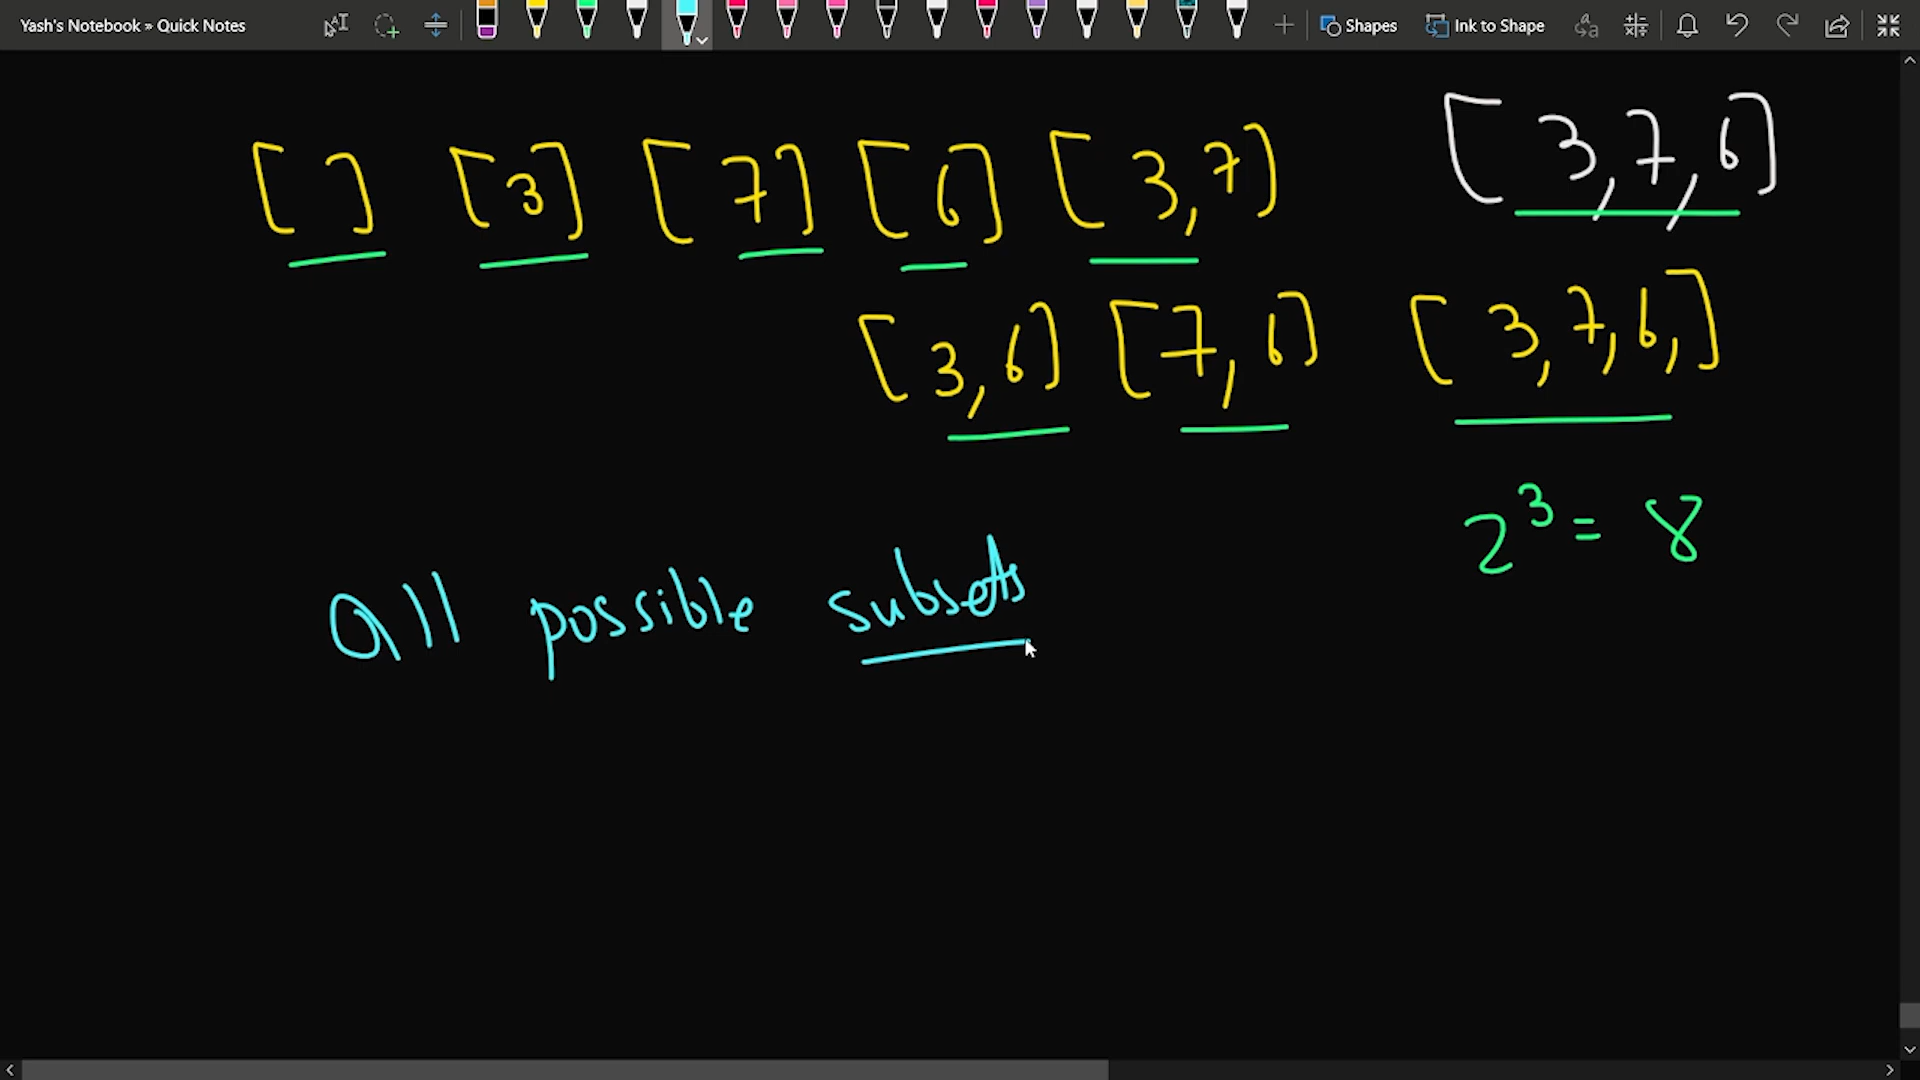 Yash's Notebook » Quick Notes
Shapes
Ink to Shape
[ 3, 7, 6]
[ ] [3] [7] [6] [3, 7]
[3, 6] [7, 6] [3, 7, 6,]
2³ = 8
All possible subsets